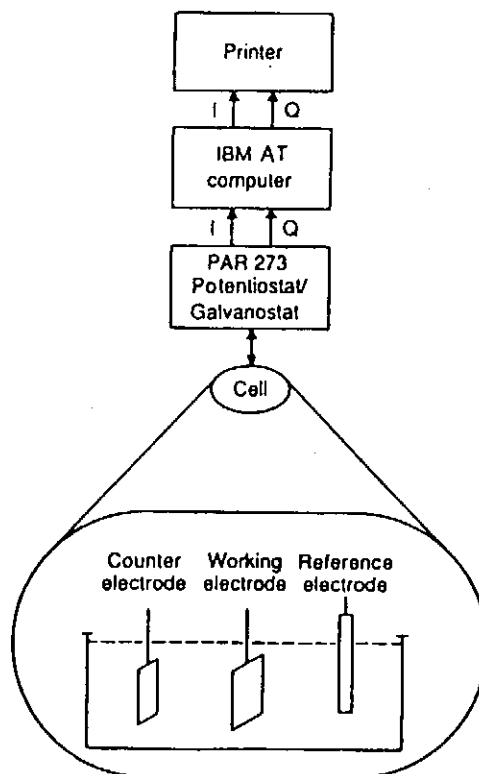 Printer
I Q
IBM AT
computer
I Q
PAR 273
Potentiostat/
Galvanostat
Cell
Counter Working Reference
electrode electrode electrode